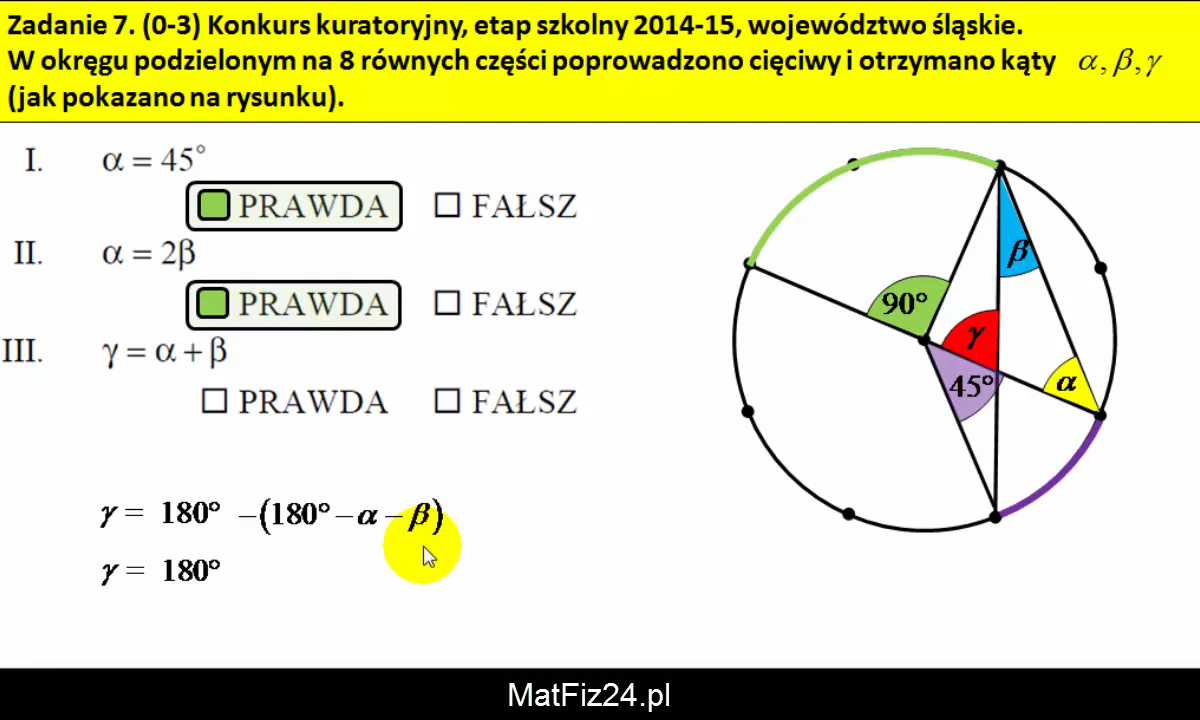 Zadanie 7. (0-3) Konkurs kuratoryjny, etap szkolny 2014-15, województwo śląskie.
W okręgu podzielonym na 8 równych części poprowadzono cięciwy i otrzymano kąty α, β, γ
(jak pokazano na rysunku).
I. α = 45°
PRAWDA □ FAŁSZ
II. α = 2β
PRAWDA □ FAŁSZ
III. γ = α + β
□ PRAWDA □ FAŁSZ
γ = 180° –(180° – α – β)
γ = 180°
β
90°
γ
45°
α
MatFiz24.pl